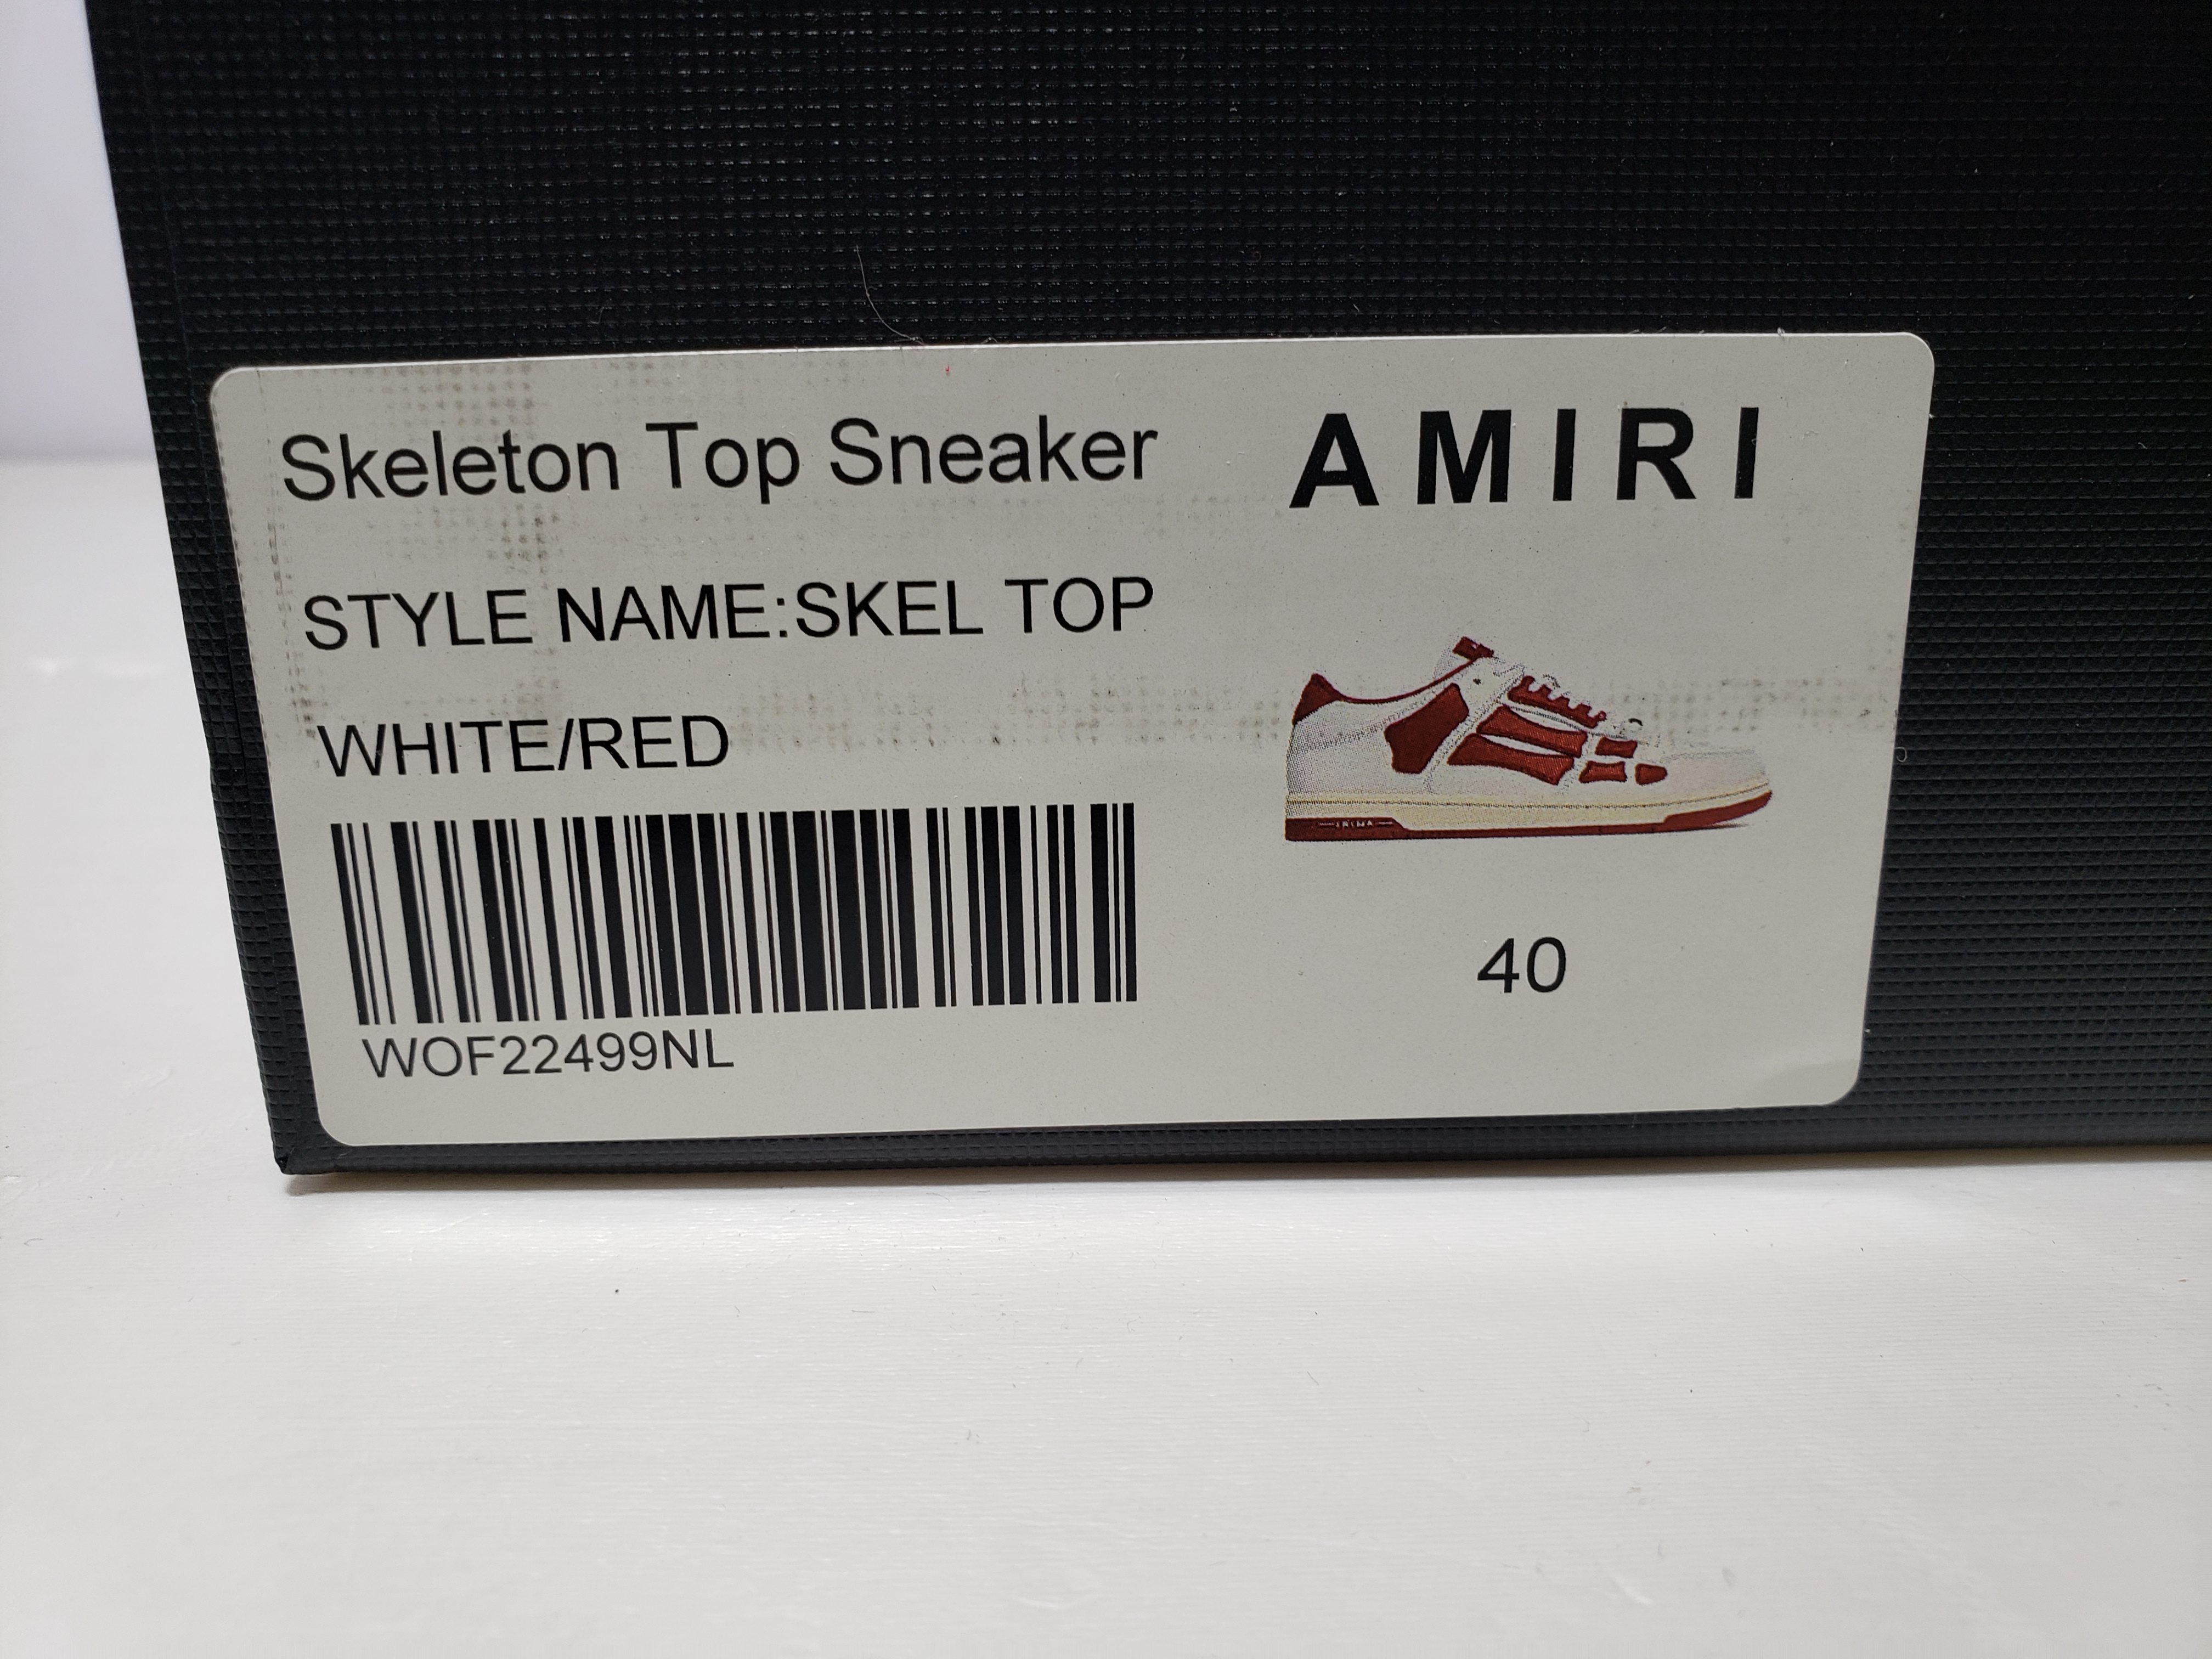 Skeleton Top Sneaker
AMIRI
STYLE NAME:SKEL TOP
WHITE/RED
WOF22499NL
40